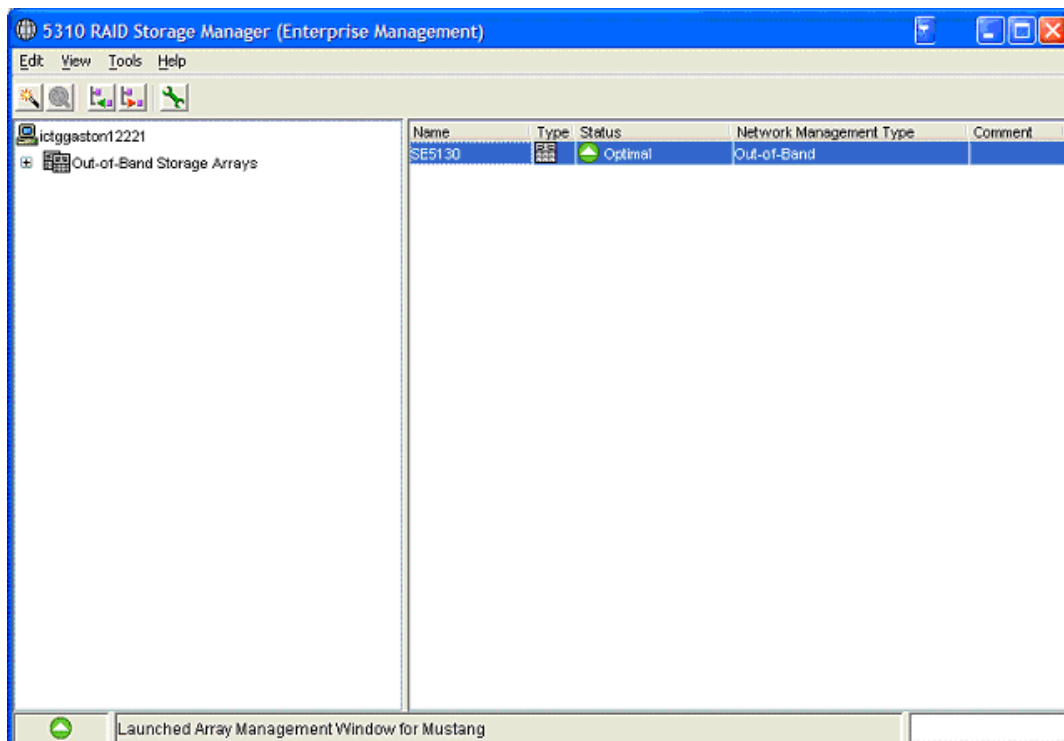 5310 RAID Storage Manager (Enterprise Management)
Edit View Tools Help
ictggaston12221
Out-of-Band Storage Arrays
Name Type Status Network Management Type Comment
SE5130 Optimal Out-of-Band
Launched Array Management Window for Mustang